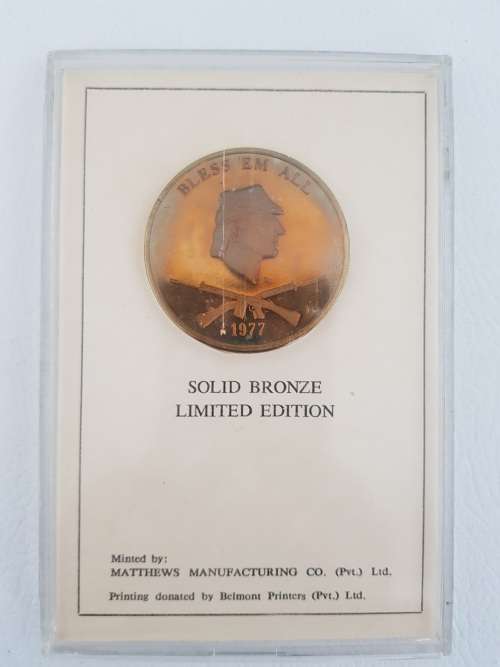 BLESS 'EM ALL
1977
SOLID BRONZE
LIMITED EDITION
Minted by:
MATTHEWS MANUFACTURING CO. (Pvt.) Ltd.
Printing donated by Belmont Printers (Pvt.) Ltd.